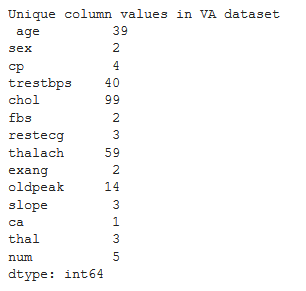 Unique column values in VA dataset
age 39
sex 2
cp 4
trestbps 40
chol 99
fbs 2
restecg 3
thalach 59
exang 2
oldpeak 14
slope 3
ca 1
thal 3
num 5
dtype: int64